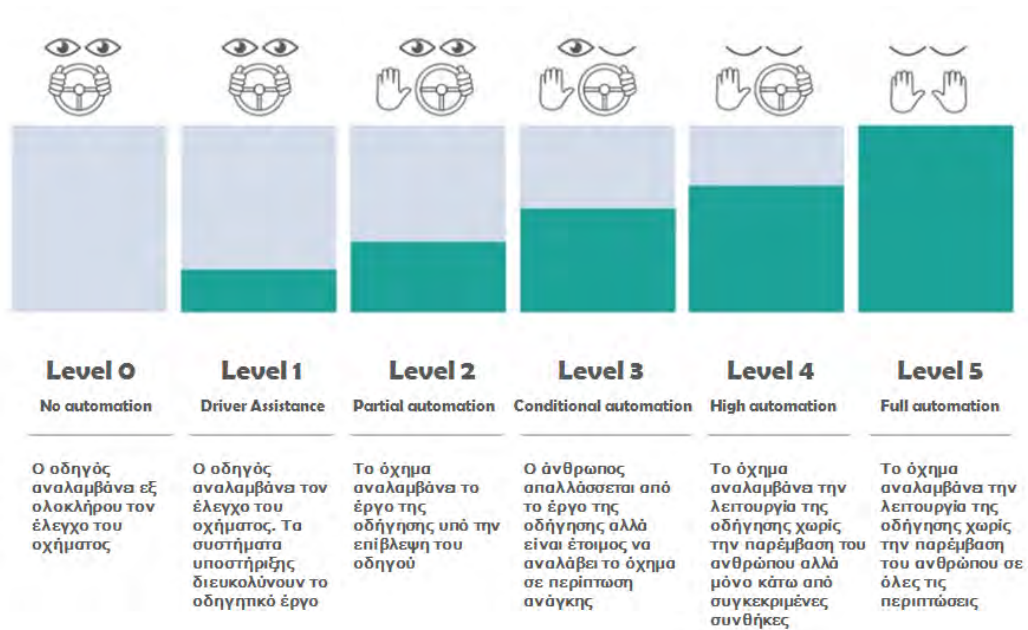 Level 0
No automation
Ο οδηγός
αναλαμβάνει εξ
ολοκλήρου τον
έλεγχο του
οχήματος
Level 1
Driver Assistance
Ο οδηγός
αναλαμβάνει τον
έλεγχο του
οχήματος. Τα
συστήματα
υποστήριξης
διευκολύνουν το
οδηγητικό έργο
Level 2
Partial automation
Το όχημα
αναλαμβάνει το
έργο της
οδήγησης υπό την
επίβλεψη του
οδηγού
Level 3
Conditional automation
Ο άνθρωπος
απαλλάσσεται από
το έργο της
οδήγησης αλλά
είναι έτοιμος να
αναλάβει το όχημα
σε περίπτωση
ανάγκης
Level 4
High automation
Το όχημα
αναλαμβάνει την
λειτουργία της
οδήγησης χωρίς
την παρέμβαση του
ανθρώπου αλλά
μόνο κάτω από
συγκεκριμένες
συνθήκες
Level 5
Full automation
Το όχημα
αναλαμβάνει την
λειτουργία της
οδήγησης χωρίς
την παρέμβαση
του ανθρώπου σε
όλες τις
περιπτώσεις